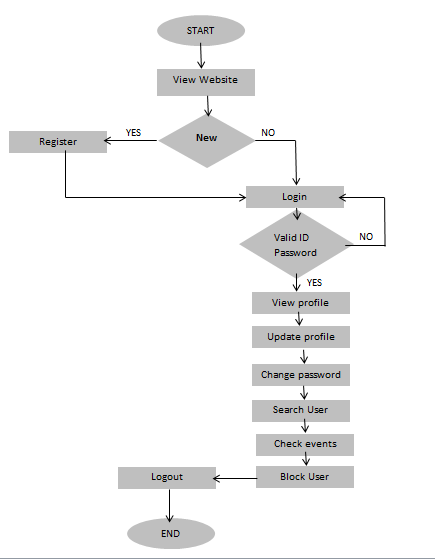 START
View Website
New
YES
NO
Register
Login
Valid ID
Password
NO
YES
View profile
Update profile
Change password
Search User
Check events
Block User
Logout
END